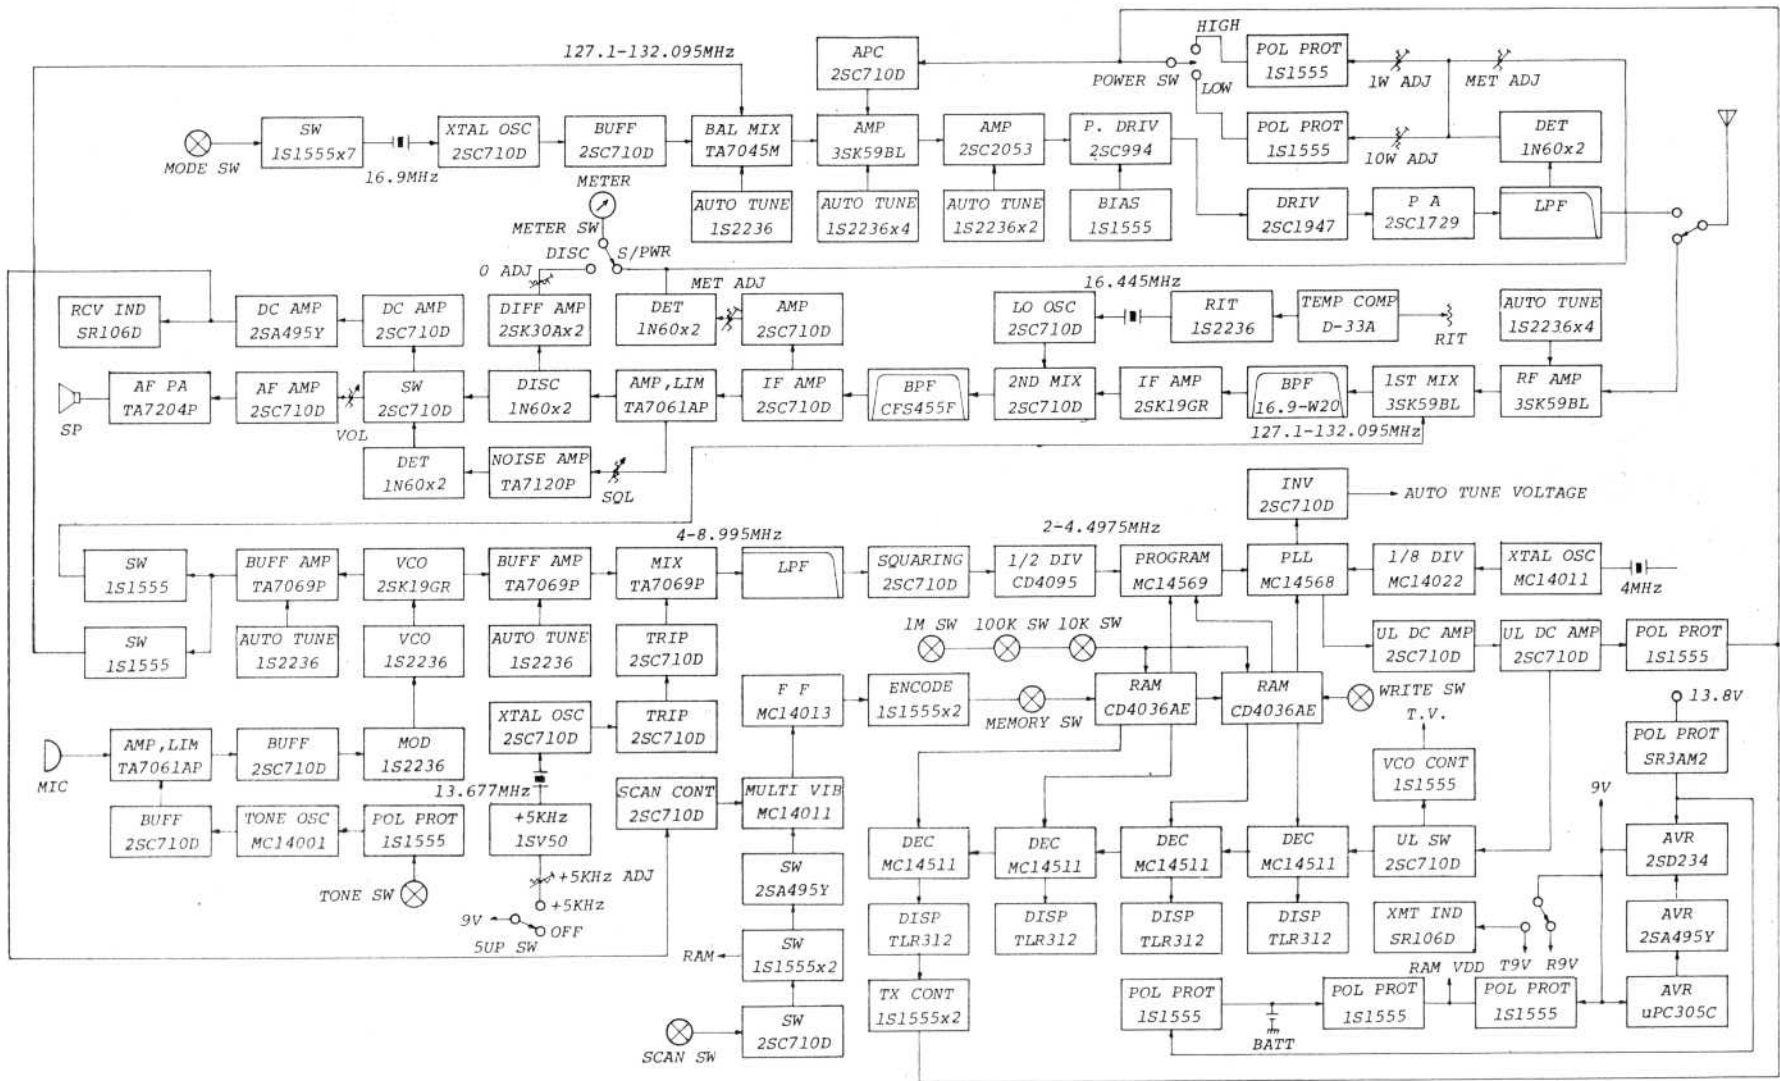 127.1-132.095MHz
HIGH
APC
2SC710D
POWER SW
LOW
POL PROT
1S1555
1W ADJ
MET ADJ
MODE SW
SW
1S1555x7
16.9MHz
XTAL OSC
2SC710D
BUFF
2SC710D
BAL MIX
TA7045M
AMP
3SK59BL
AMP
2SC2053
P. DRIV
2SC994
POL PROT
1S1555
10W ADJ
DET
1N60x2
METER
METER SW
AUTO TUNE
1S2236
AUTO TUNE
1S2236x4
AUTO TUNE
1S2236x2
BIAS
1S1555
DRIV
2SC1947
P A
2SC1729
LPF
DISC
S/PWR
0 ADJ
MET ADJ
16.445MHz
RCV IND
SR106D
DC AMP
2SA495Y
DC AMP
2SC710D
DIFF AMP
2SK30Ax2
DET
1N60x2
AMP
2SC710D
LO OSC
2SC710D
RIT
1S2236
TEMP COMP
D-33A
RIT
AUTO TUNE
1S2236x4
SP
AF PA
TA7204P
AF AMP
2SC710D
VOL
SW
2SC710D
DISC
1N60x2
AMP,LIM
TA7061AP
IF AMP
2SC710D
BPF
CFS455F
2ND MIX
2SC710D
IF AMP
2SK19GR
BPF
16.9-W20
1ST MIX
3SK59BL
RF AMP
3SK59BL
127.1-132.095MHz
DET
1N60x2
NOISE AMP
TA7120P
SQL
INV
2SC710D
AUTO TUNE VOLTAGE
4-8.995MHz
2-4.4975MHz
SW
1S1555
BUFF AMP
TA7069P
VCO
2SK19GR
BUFF AMP
TA7069P
MIX
TA7069P
LPF
SQUARING
2SC710D
1/2 DIV
CD4095
PROGRAM
MC14569
PLL
MC14568
1/8 DIV
MC14022
XTAL OSC
MC14011
4MHz
SW
1S1555
AUTO TUNE
1S2236
VCO
1S2236
AUTO TUNE
1S2236
TRIP
2SC710D
1M SW
100K SW
10K SW
UL DC AMP
2SC710D
UL DC AMP
2SC710D
POL PROT
1S1555
F F
MC14013
ENCODE
1S1555x2
MEMORY SW
RAM
CD4036AE
RAM
CD4036AE
WRITE SW
T.V.
13.8V
MIC
AMP,LIM
TA7061AP
BUFF
2SC710D
MOD
1S2236
XTAL OSC
2SC710D
TRIP
2SC710D
POL PROT
SR3AM2
13.677MHz
VCO CONT
1S1555
9V
BUFF
2SC710D
TONE OSC
MC14001
POL PROT
1S1555
+5KHz
1SV50
SCAN CONT
2SC710D
MULTI VIB
MC14011
DEC
MC14511
DEC
MC14511
DEC
MC14511
DEC
MC14511
UL SW
2SC710D
AVR
2SD234
TONE SW
+5KHz ADJ
SW
2SA495Y
9V
+5KHz
OFF
5UP SW
DISP
TLR312
DISP
TLR312
DISP
TLR312
DISP
TLR312
XMT IND
SR106D
T9V
R9V
AVR
2SA495Y
RAM
SW
1S1555x2
RAM VDD
TX CONT
1S1555x2
POL PROT
1S1555
BATT
POL PROT
1S1555
POL PROT
1S1555
AVR
uPC305C
SCAN SW
SW
2SC710D